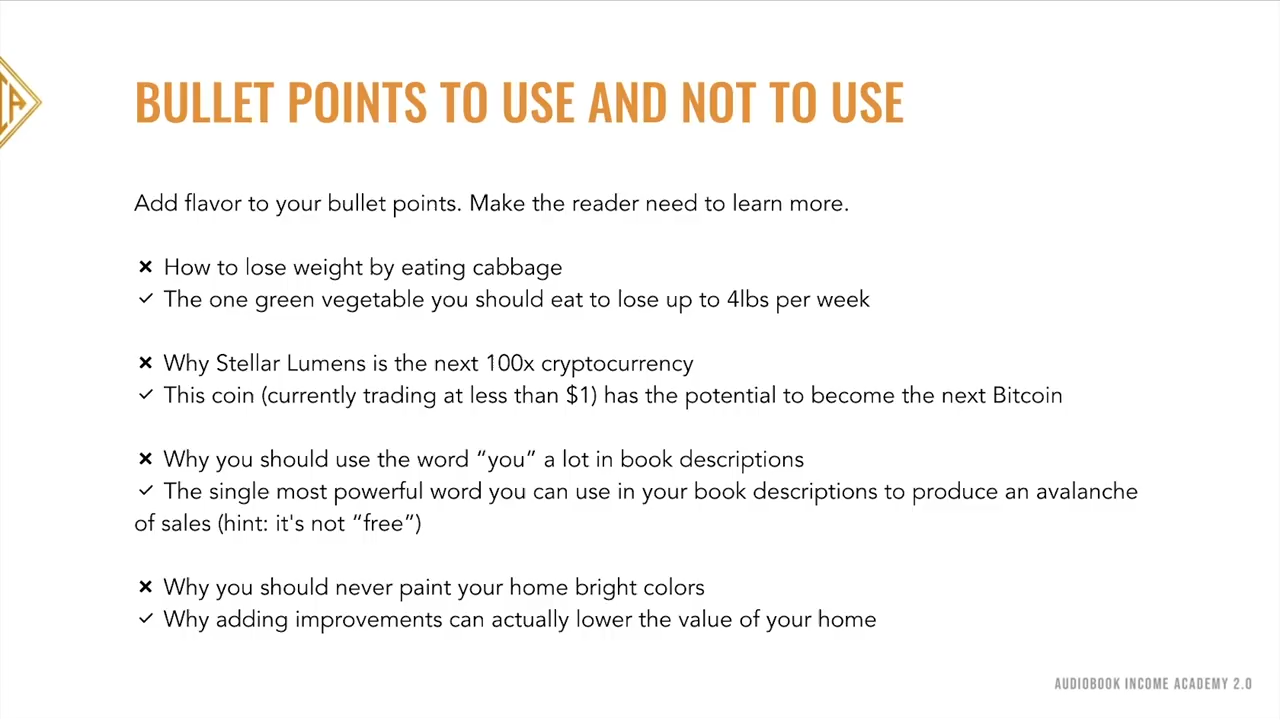 BULLET POINTS TO USE AND NOT TO USE
Add flavor to your bullet points. Make the reader need to learn more.
× How to lose weight by eating cabbage
✓ The one green vegetable you should eat to lose up to 4lbs per week
× Why Stellar Lumens is the next 100x cryptocurrency
✓ This coin (currently trading at less than $1) has the potential to become the next Bitcoin
× Why you should use the word “you” a lot in book descriptions
✓ The single most powerful word you can use in your book descriptions to produce an avalanche
of sales (hint: it's not “free”)
× Why you should never paint your home bright colors
✓ Why adding improvements can actually lower the value of your home
AUDIOBOOK INCOME ACADEMY 2.0